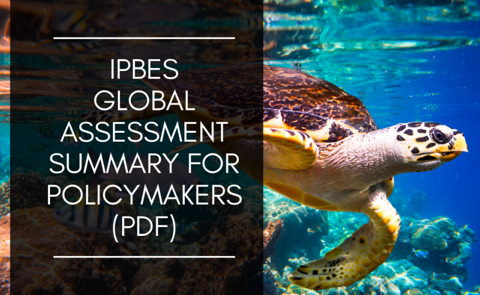 IPBES
GLOBAL
ASSESSMENT
SUMMARY FOR
POLICYMAKERS
(PDF)